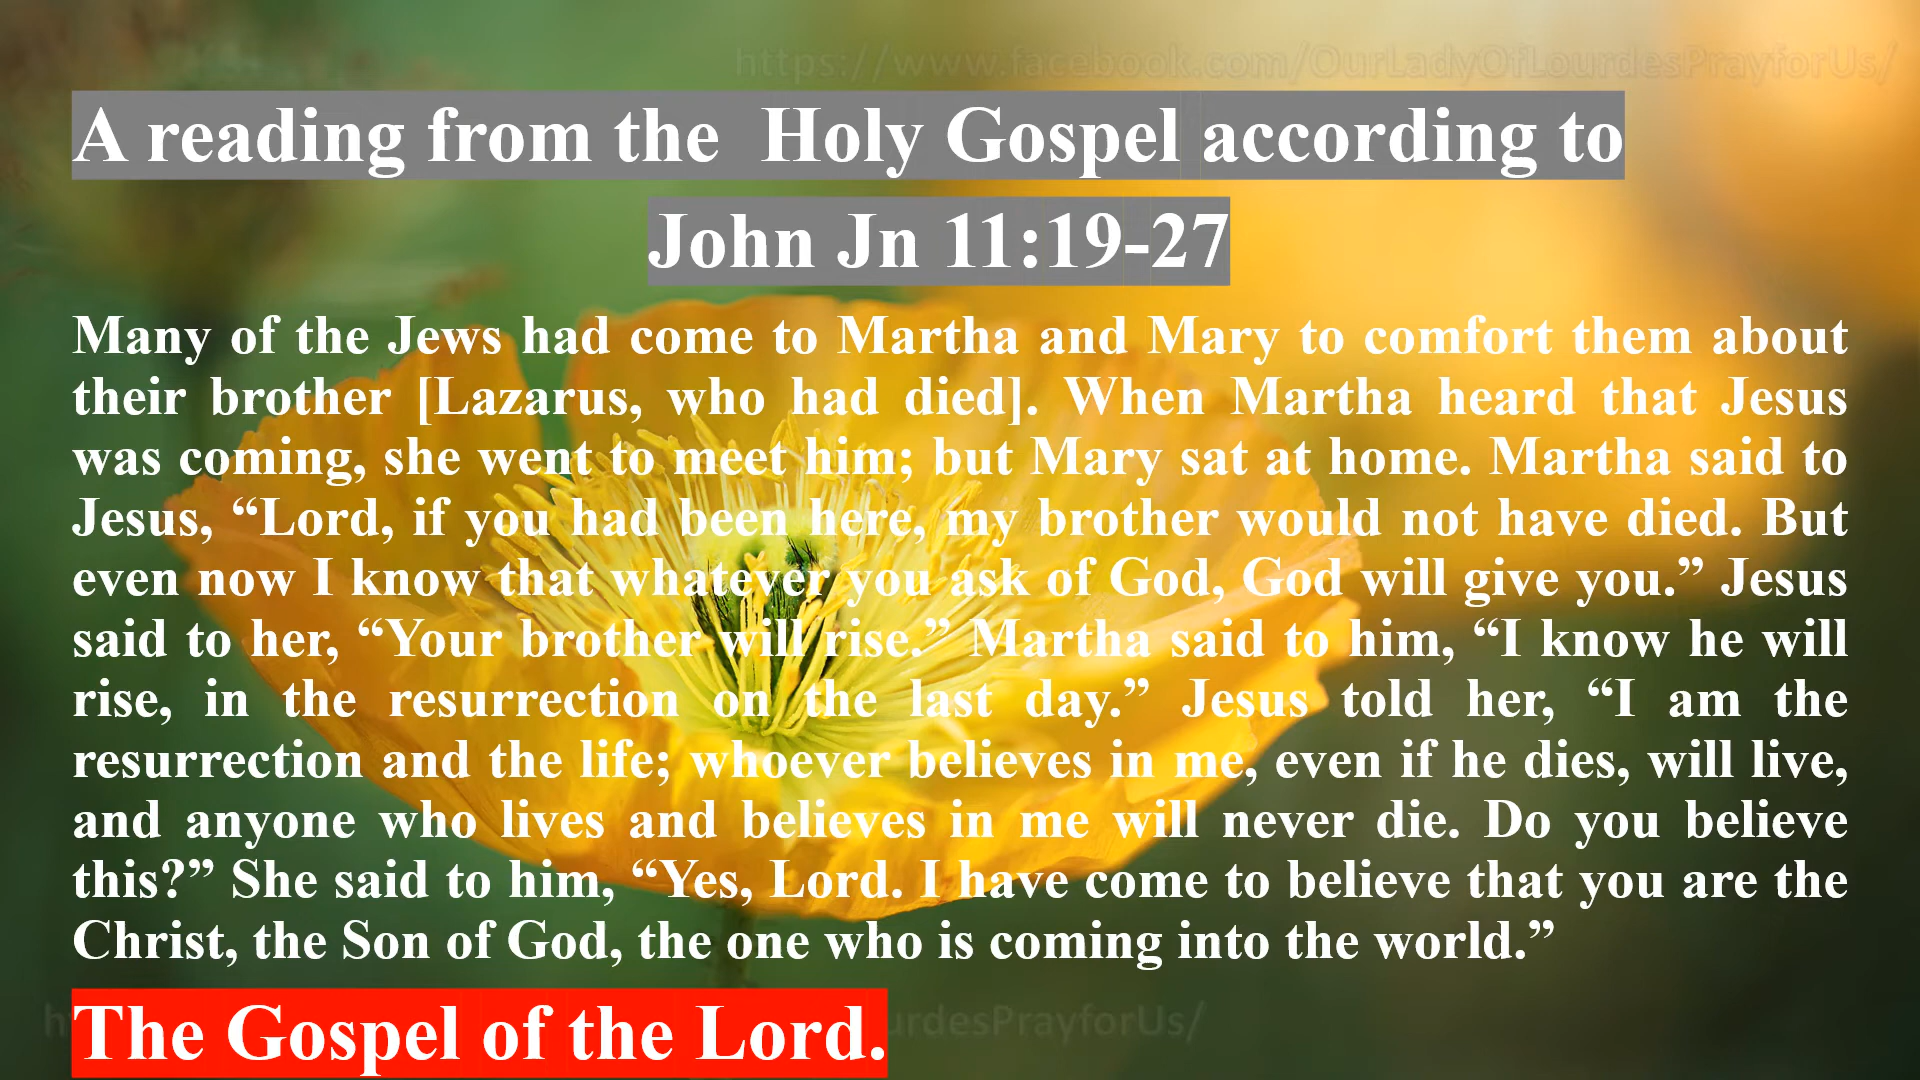 https://www.facebook.com/OurLadyOfLourdesPrayforUs/
A reading from the  Holy Gospel according to
John Jn 11:19-27
Many of the Jews had come to Martha and Mary to comfort them about
their brother [Lazarus, who had died]. When Martha heard that Jesus
was coming, she went to meet him; but Mary sat at home. Martha said to
Jesus, “Lord, if you had been here, my brother would not have died. But
even now I know that whatever you ask of God, God will give you.” Jesus
said to her, “Your brother will rise.” Martha said to him, “I know he will
rise, in the resurrection on the last day.” Jesus told her, “I am the
resurrection and the life; whoever believes in me, even if he dies, will live,
and anyone who lives and believes in me will never die. Do you believe
this?” She said to him, “Yes, Lord. I have come to believe that you are the
Christ, the Son of God, the one who is coming into the world.”
The Gospel of the Lord.
urdesPrayforUs/